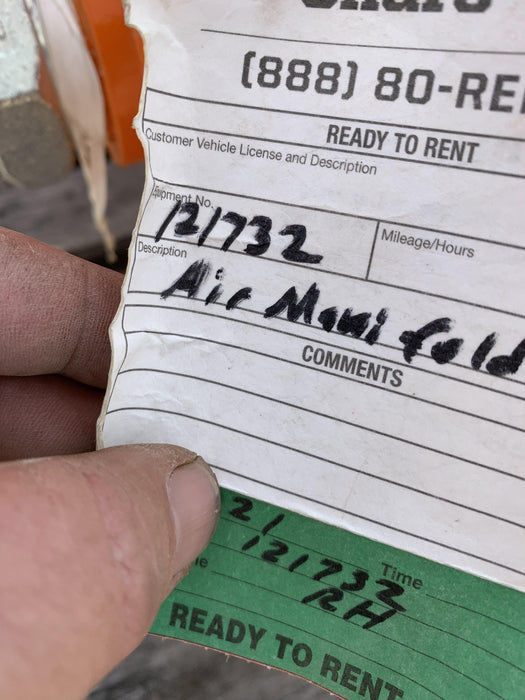 (888) 80-RE
READY TO RENT
Customer Vehicle License and Description
Equipment No.
121732
Mileage/Hours
Description
Air Manifold
COMMENTS
21
121732
Time
RH
READY TO RENT